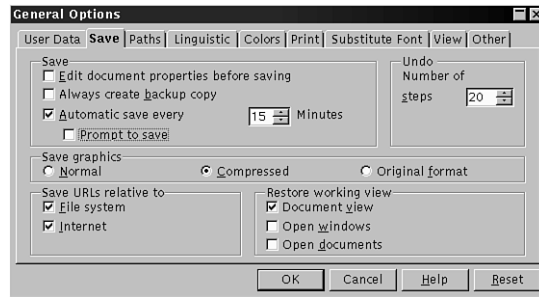 General Options
User Data Save Paths Linguistic Colors Print Substitute Font View Other
Save
Edit document properties before saving
Always create backup copy
Automatic save every 15 Minutes
Prompt to save
Undo
Number of
steps 20
Save graphics
Normal Compressed Original format
Save URLs relative to
File system
Internet
Restore working view
Document view
Open windows
Open documents
OK Cancel Help Reset